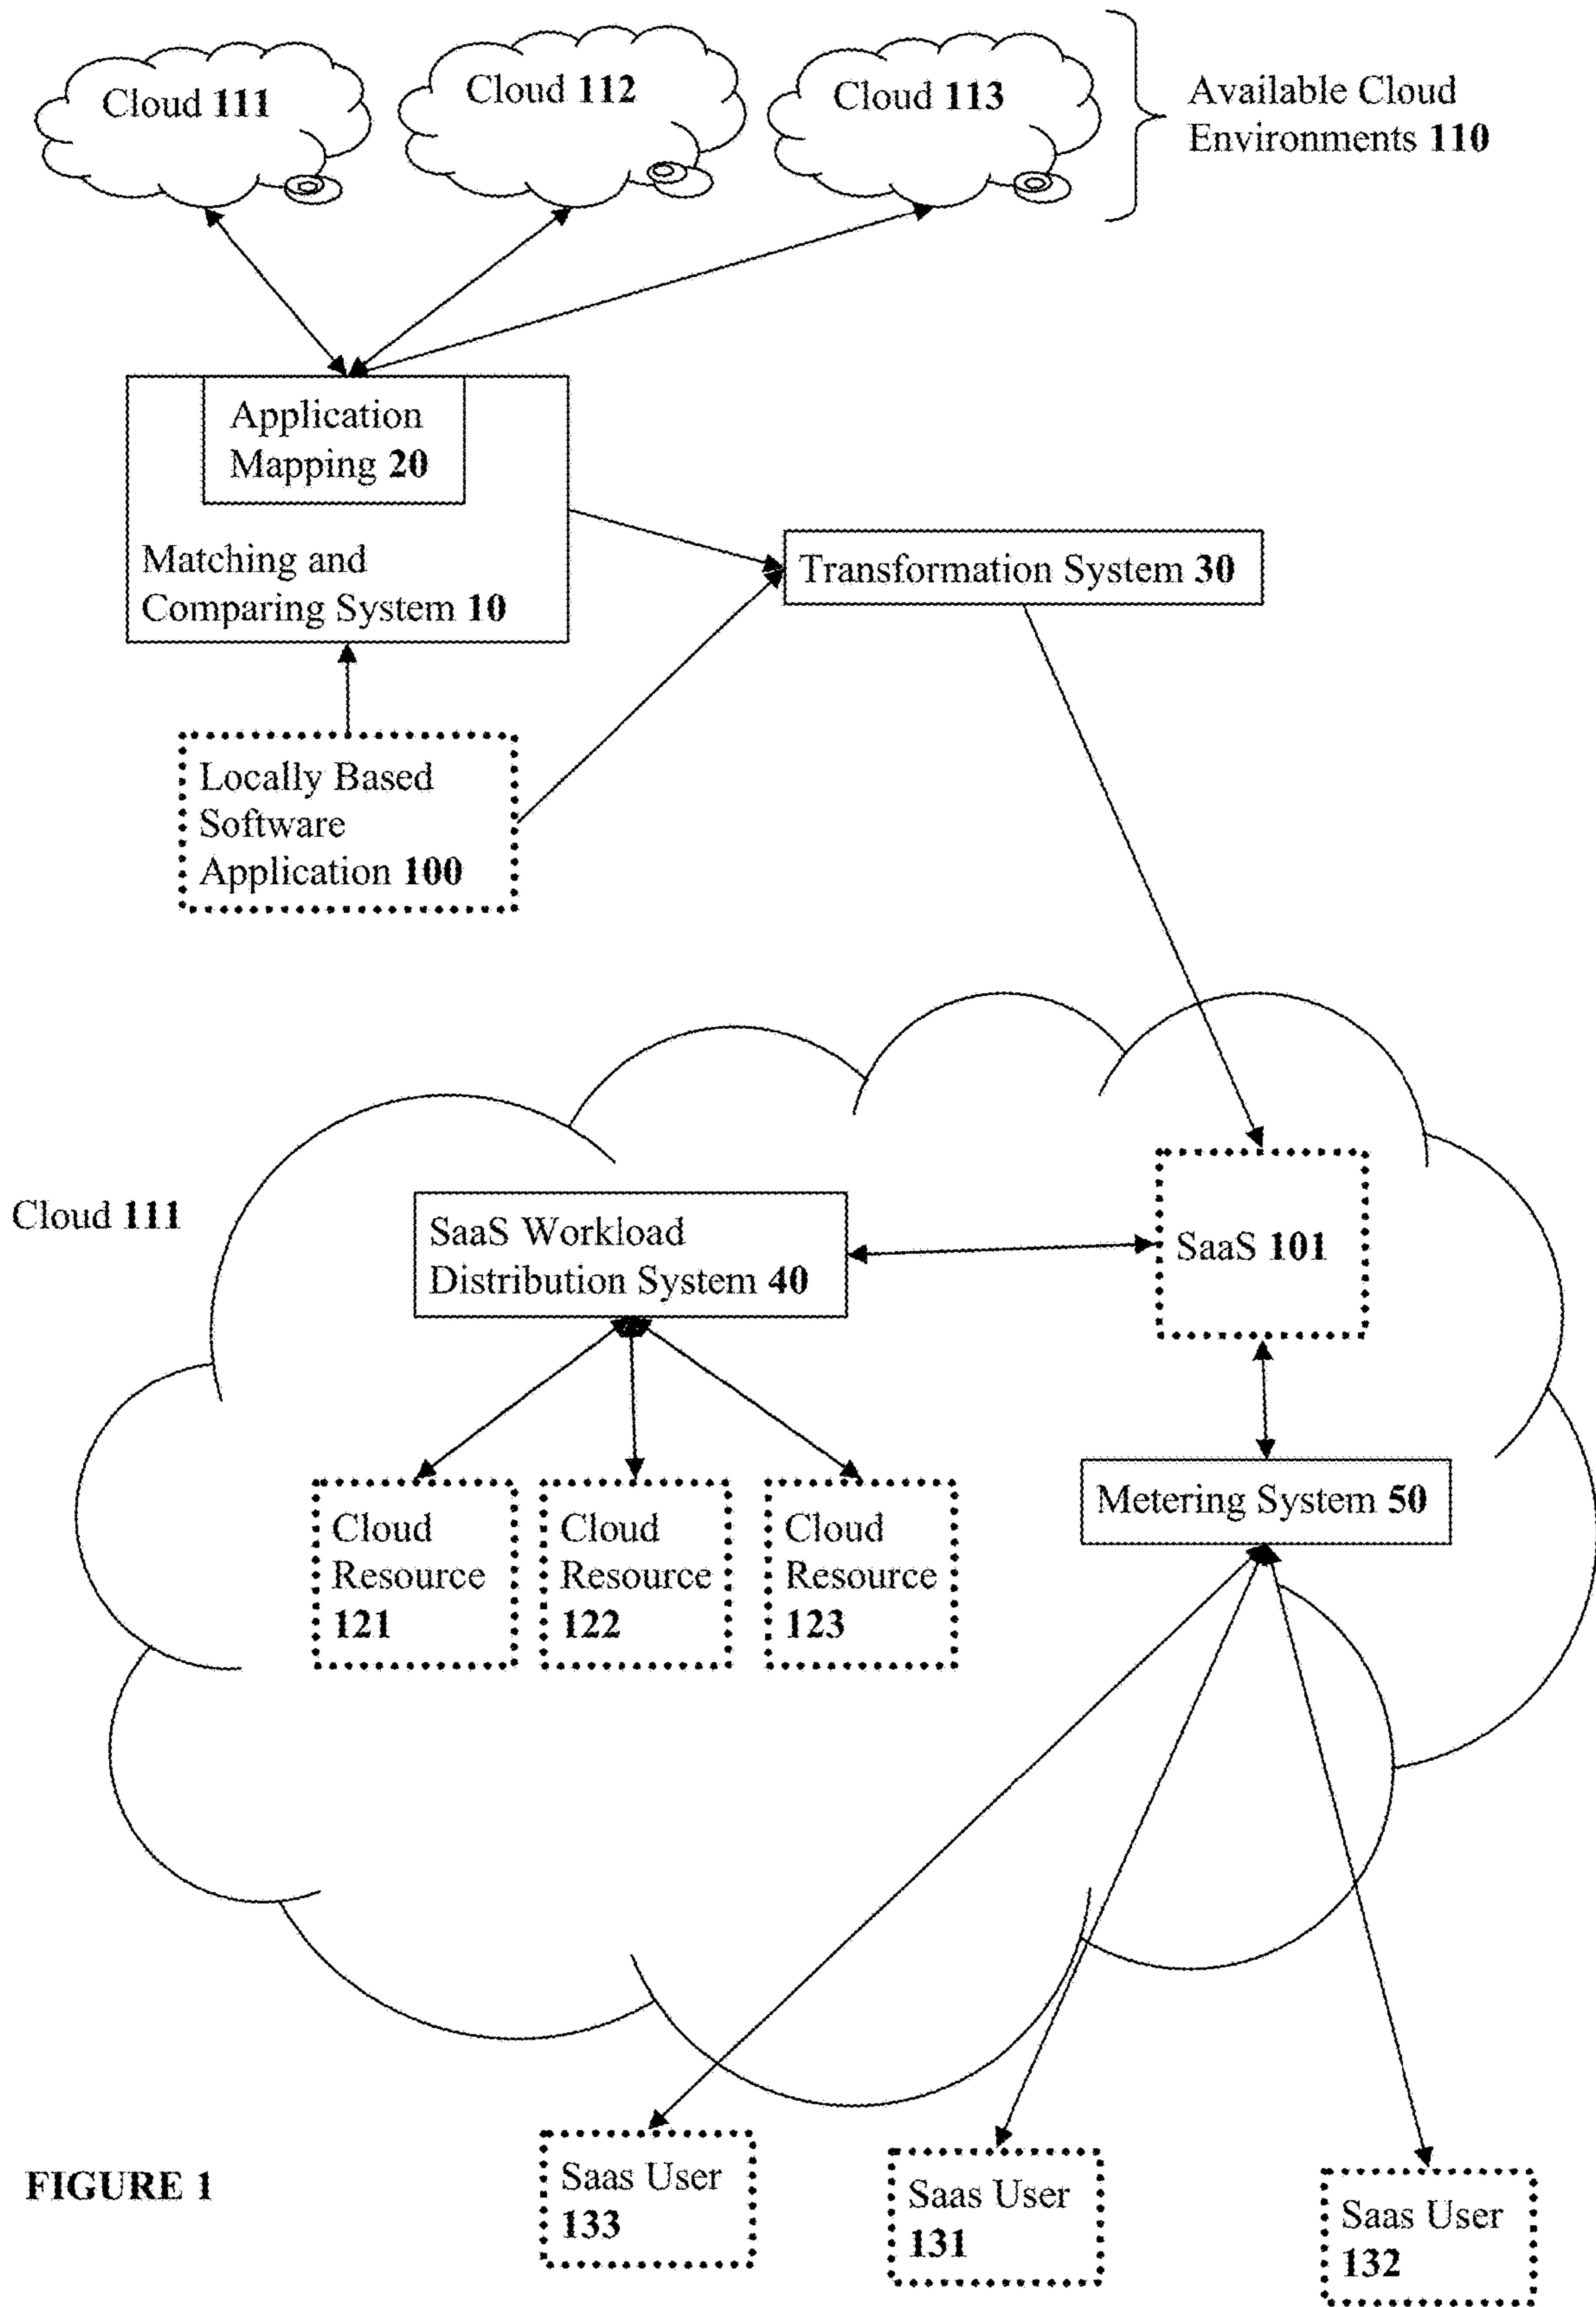 Cloud 111
Cloud 112
Cloud 113
Available Cloud
Environments 110
Application
Mapping 20
Matching and
Comparing System 10
Transformation System 30
Locally Based
Software
Application 100
Cloud 111
SaaS Workload
Distribution System 40
SaaS 101
Cloud
Resource
121
Cloud
Resource
122
Cloud
Resource
123
Metering System 50
FIGURE 1
Saas User
133
Saas User
131
Saas User
132